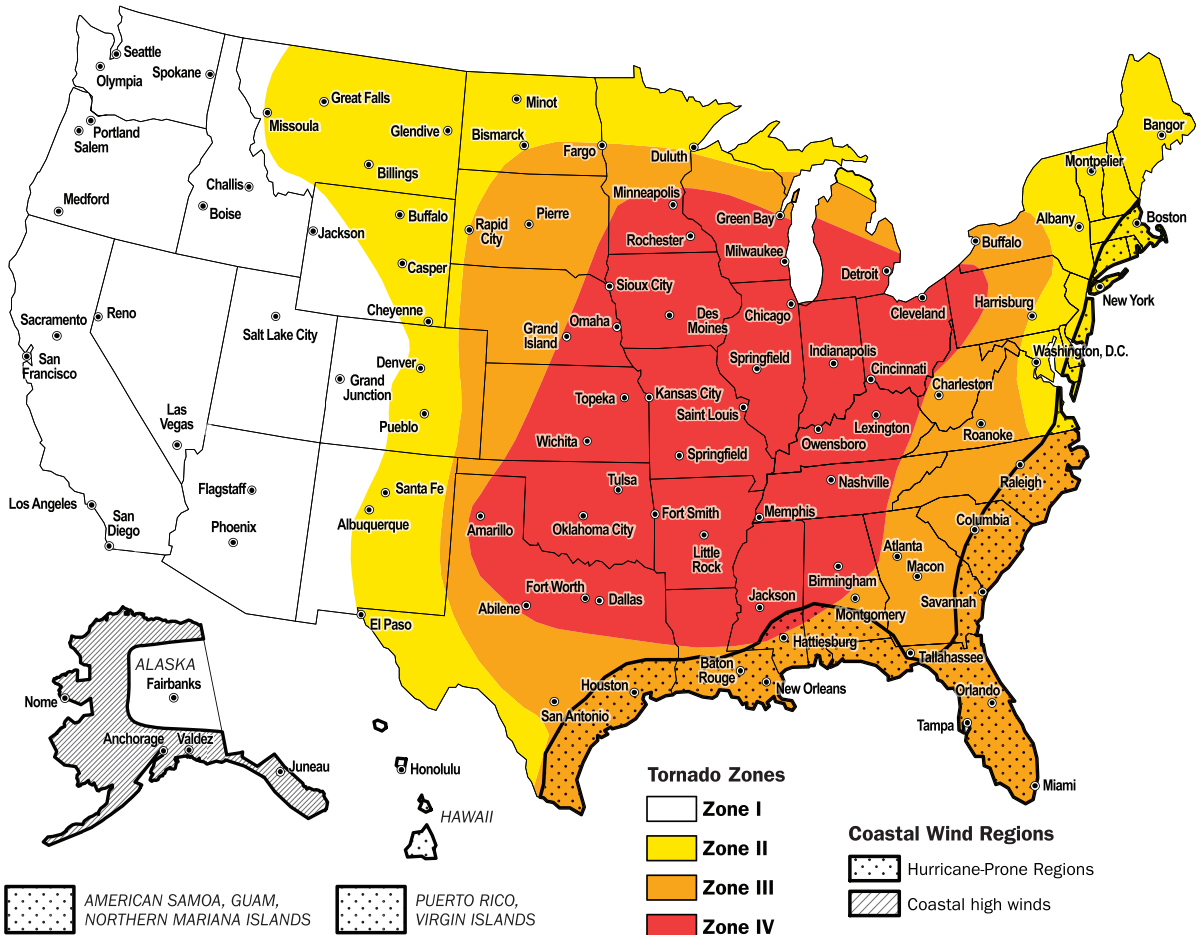 Seattle
Olympia
Spokane
Portland
Salem
Medford
Challis
Boise
Missoula
Great Falls
Glendive
Billings
Minot
Bismarck
Fargo
Duluth
Bangor
Montpelier
Albany
Boston
Buffalo
New York
Minneapolis
Green Bay
Rochester
Milwaukee
Detroit
Jackson
Buffalo
Casper
Cheyenne
Rapid
City
Pierre
Sioux City
Omaha
Grand
Island
Des
Moines
Chicago
Cleveland
Harrisburg
Washington, D.C.
Sacramento
Reno
San
Francisco
Salt Lake City
Denver
Grand
Junction
Pueblo
Las
Vegas
Topeka
Kansas City
Saint Louis
Springfield
Indianapolis
Cincinnati
Charleston
Lexington
Owensboro
Roanoke
Wichita
Springfield
Tulsa
Nashville
Raleigh
Los Angeles
San
Diego
Flagstaff
Phoenix
Santa Fe
Albuquerque
Amarillo
Oklahoma City
Fort Smith
Memphis
Little
Rock
Columbia
Atlanta
Macon
Birmingham
Montgomery
Savannah
El Paso
Abilene
Fort Worth
Dallas
Jackson
Hattiesburg
Tallahassee
Baton
Rouge
New Orleans
Houston
San Antonio
Orlando
Tampa
Miami
ALASKA
Fairbanks
Nome
Anchorage
Valdez
Juneau
Honolulu
HAWAII
Tornado Zones
Zone I
Zone II
Zone III
Zone IV
Coastal Wind Regions
Hurricane-Prone Regions
Coastal high winds
AMERICAN SAMOA, GUAM,
NORTHERN MARIANA ISLANDS
PUERTO RICO,
VIRGIN ISLANDS